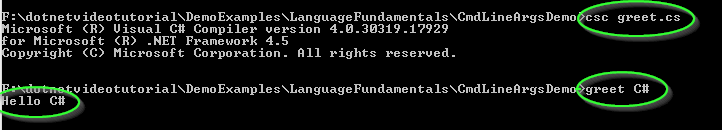 F:\dotnetvideotutorial\DemoExamples\LanguageFundamentals\CmdLineArgsDemo>csc greet.cs
Microsoft (R) Visual C# Compiler version 4.0.30319.17929
for Microsoft (R) .NET Framework 4.5
Copyright (C) Microsoft Corporation. All rights reserved.
F:\dotnetvideotutorial\DemoExamples\LanguageFundamentals\CmdLineArgsDemo>greet C#
Hello C#